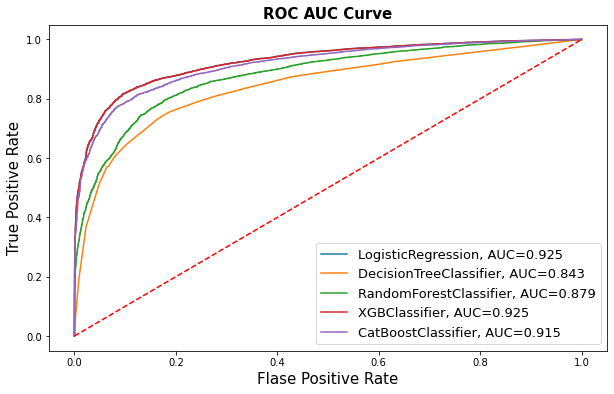 ROC AUC Curve
True Positive Rate
1.0
0.8
0.6
0.4
0.2
0.0
LogisticRegression, AUC=0.925
DecisionTreeClassifier, AUC=0.843
RandomForestClassifier, AUC=0.879
XGBClassifier, AUC=0.925
CatBoostClassifier, AUC=0.915
0.0 0.2 0.4 0.6 0.8 1.0
Flase Positive Rate